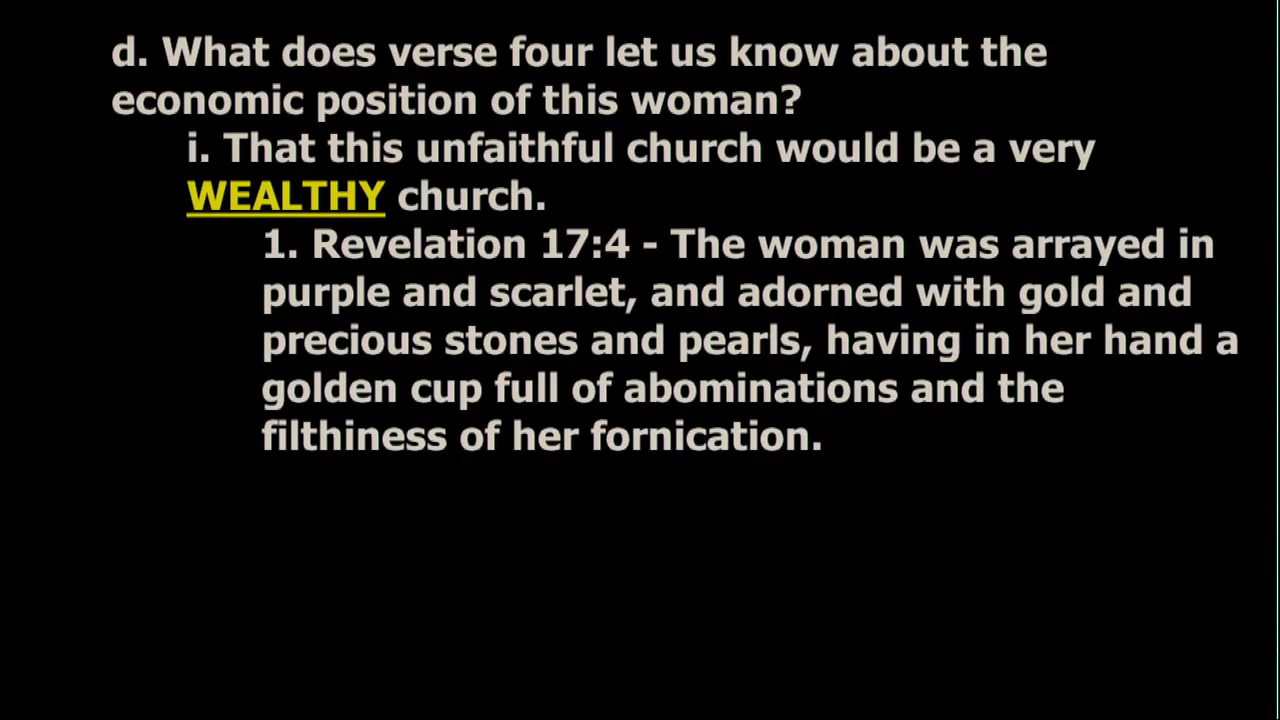 d. What does verse four let us know about the
economic position of this woman?
i. That this unfaithful church would be a very
WEALTHY church.
1. Revelation 17:4 - The woman was arrayed in
purple and scarlet, and adorned with gold and
precious stones and pearls, having in her hand a
golden cup full of abominations and the
filthiness of her fornication.